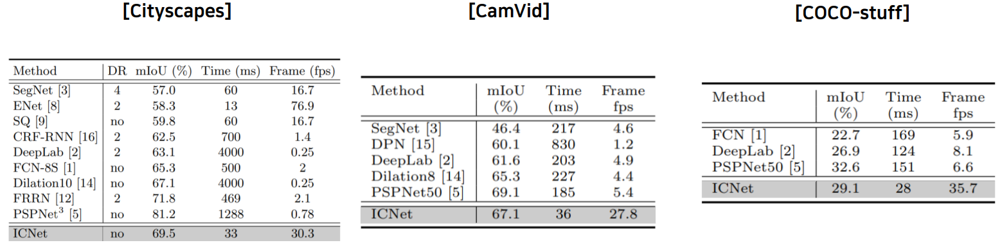 [Cityscapes]
Method DR mIoU (%) Time (ms) Frame (fps)
SegNet [3] 4 57.0 60 16.7
ENet [8] 2 58.3 13 76.9
SQ [9] no 59.8 60 16.7
CRF-RNN [16] 2 62.5 700 1.4
DeepLab [2] 2 63.1 4000 0.25
FCN-8S [1] no 65.3 500 2
Dilation10 [14] no 67.1 4000 0.25
FRRN [12] 2 71.8 469 2.1
PSPNet³ [5] no 81.2 1288 0.78
ICNet no 69.5 33 30.3
[CamVid]
Method mIoU Time Frame
(%) (ms) fps
SegNet [3] 46.4 217 4.6
DPN [15] 60.1 830 1.2
DeepLab [2] 61.6 203 4.9
Dilation8 [14] 65.3 227 4.4
PSPNet50 [5] 69.1 185 5.4
ICNet 67.1 36 27.8
[COCO-stuff]
Method mIoU Time Frame
(%) (ms) fps
FCN [1] 22.7 169 5.9
DeepLab [2] 26.9 124 8.1
PSPNet50 [5] 32.6 151 6.6
ICNet 29.1 28 35.7